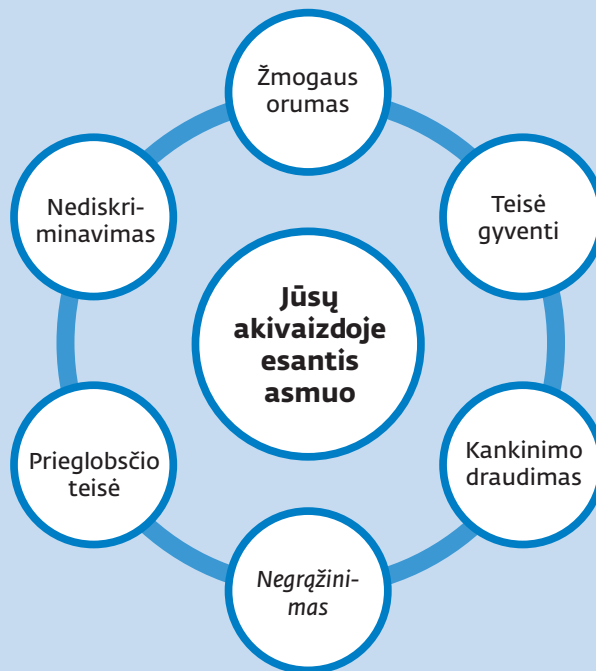 Žmogaus
orumas
Teisė
gyventi
Kankinimo
draudimas
Negrąžini-
mas
Prieglobsčio
teisė
Nediskri-
minavimas
Jūsų
akivaizdoje
esantis
asmuo